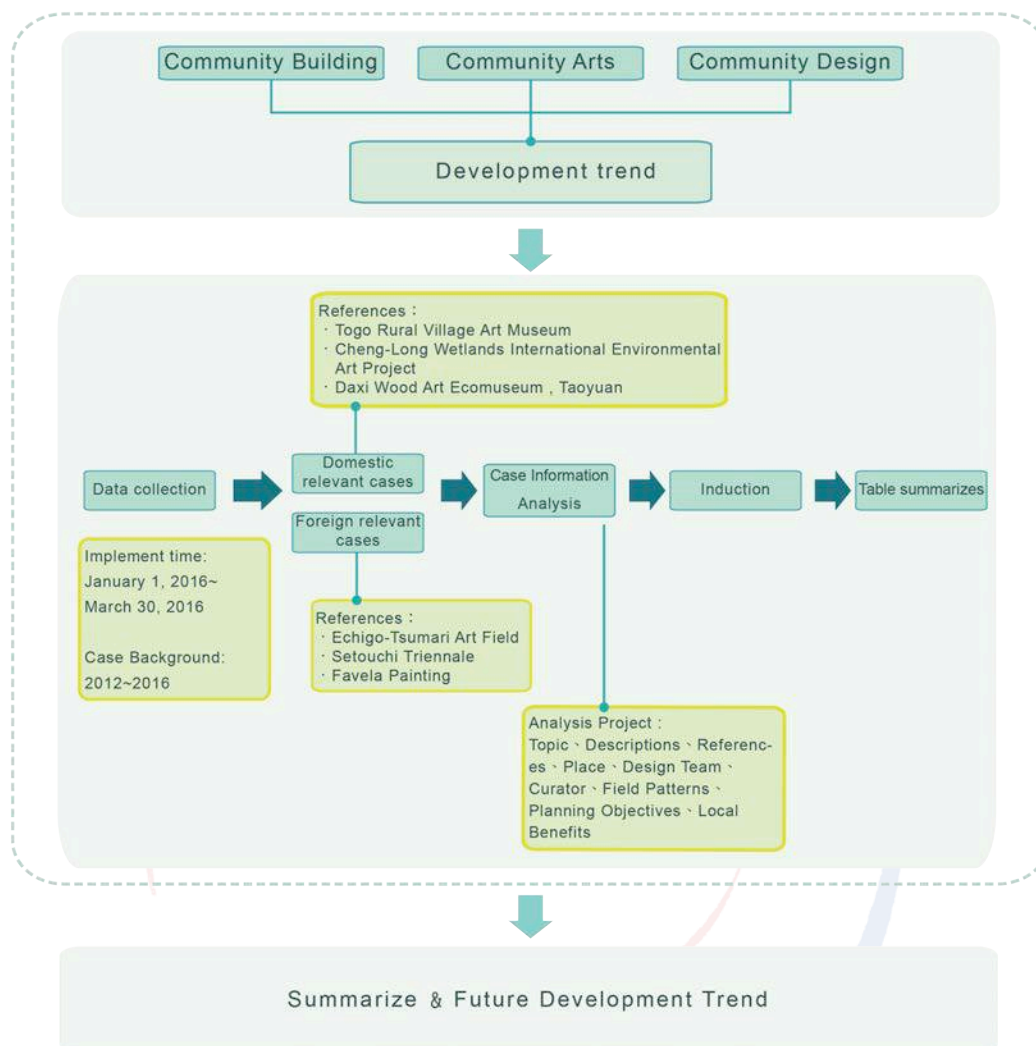 Community Building
Community Arts
Community Design
Development trend
References：
· Togo Rural Village Art Museum
· Cheng-Long Wetlands International Environmental
Art Project
· Daxi Wood Art Ecomuseum , Taoyuan
Data collection
Domestic
relevant cases
Foreign relevant
cases
Case Information
Analysis
Induction
Table summarizes
Implement time:
January 1, 2016~
March 30, 2016
Case Background:
2012~2016
References：
· Echigo-Tsumari Art Field
· Setouchi Triennale
· Favela Painting
Analysis Project :
Topic、Descriptions、Referenc-
es、Place、Design Team、
Curator、Field Patterns、
Planning Objectives、Local
Benefits
Summarize & Future Development Trend